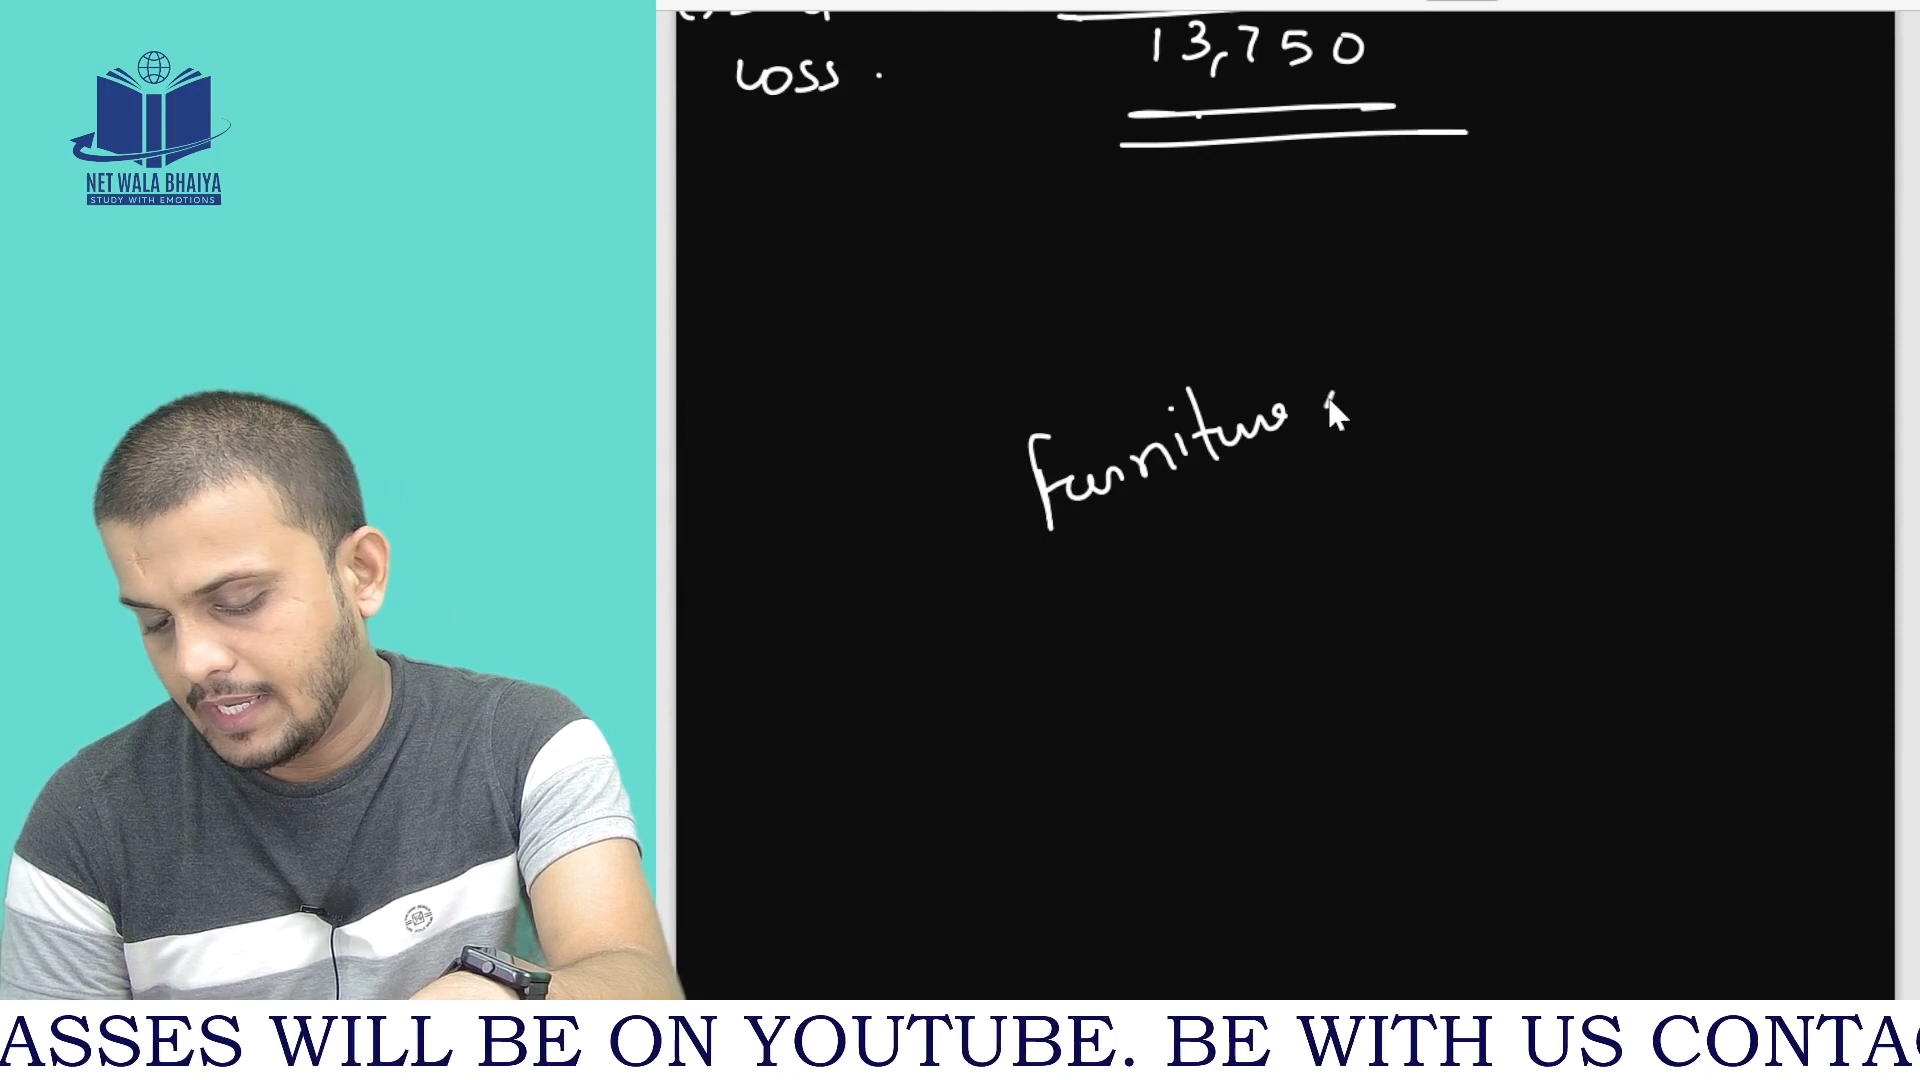 NET WALA BHAIYA
STUDY WITH EMOTIONS
13,750
Loss.
Furniture
ASSES WILL BE ON YOUTUBE. BE WITH US CONTA